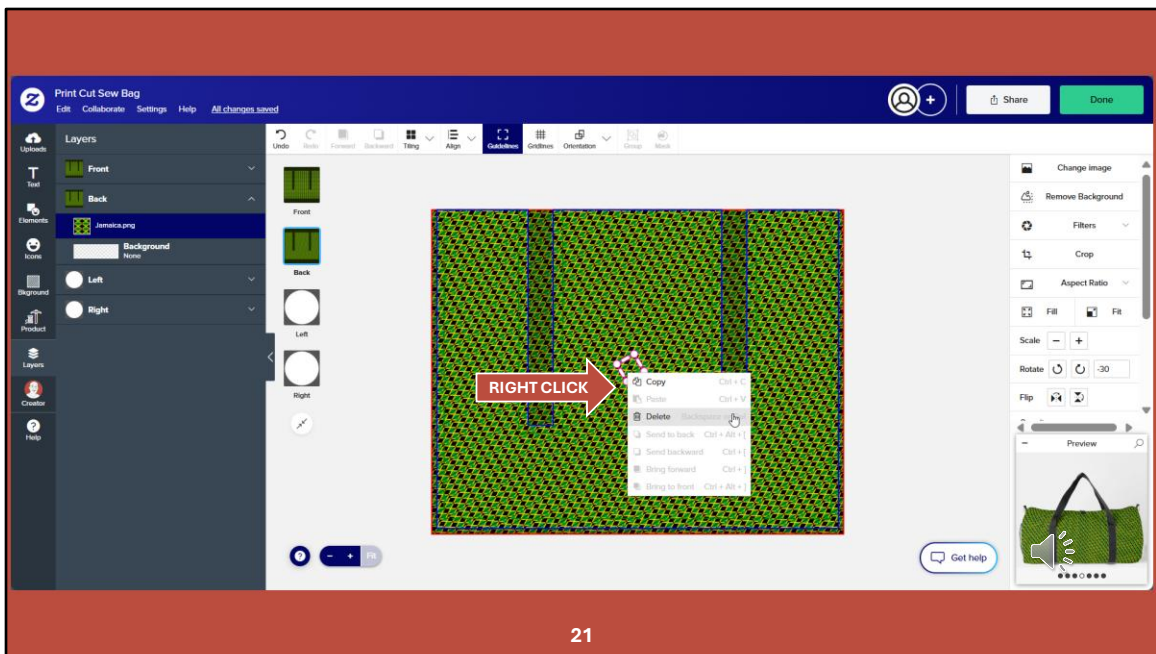 Print Cut Sew Bag
Edit Collaborate Settings Help All changes saved
Share
Done
Uploads
Text
Elements
Icons
Bkground
Product
Layers
Creator
Help
Layers
Front
Back
Jamaica.png
Background
None
Left
Right
Undo Redo Forward Backward Tiling Align Guidelines Gridlines Orientation Group Mask
Front
Back
Left
Right
RIGHT CLICK
Copy Ctrl + C
Paste Ctrl + V
Delete Backspace
Send to back Ctrl + Alt + [
Send backward Ctrl + [
Bring forward Ctrl + ]
Bring to front Ctrl + Alt + ]
Change image
Remove Background
Filters
Crop
Aspect Ratio
Fill Fit
Scale - +
Rotate -30
Flip
Preview
? - + Fit
Get help
21